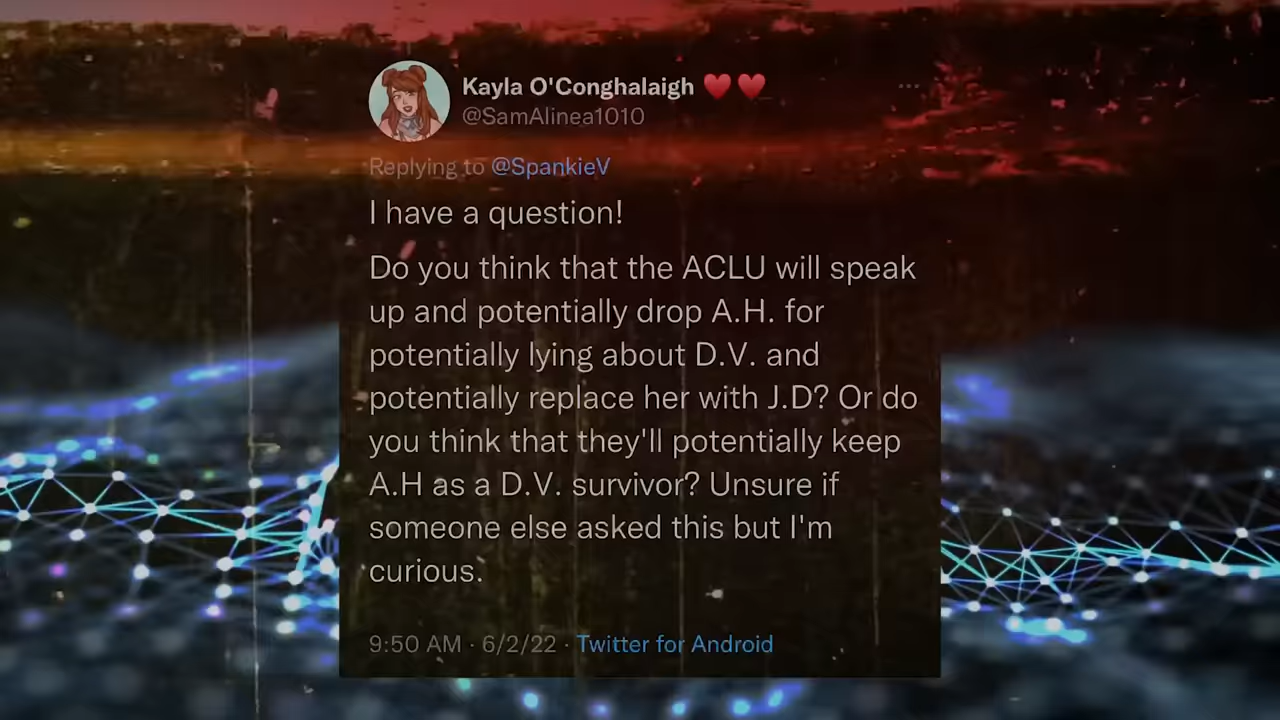 Kayla O'Conghalaigh ❤️❤️
@SamAlinea1010
Replying to @SpankieV
I have a question!
Do you think that the ACLU will speak
up and potentially drop A.H. for
potentially lying about D.V. and
potentially replace her with J.D? Or do
you think that they'll potentially keep
A.H as a D.V. survivor? Unsure if
someone else asked this but I'm
curious.
9:50 AM · 6/2/22 · Twitter for Android